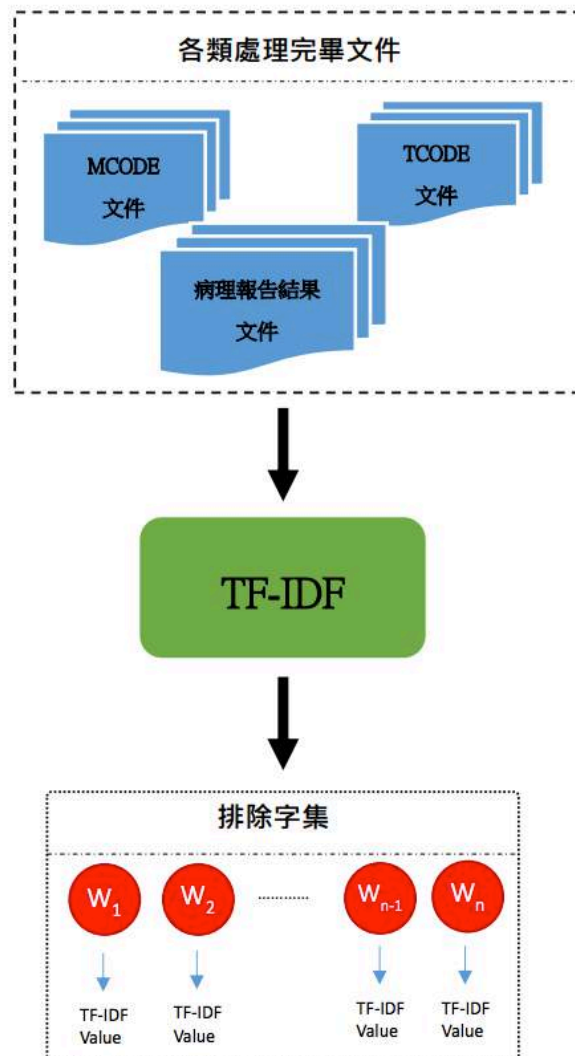 各類處理完畢文件
MCODE
文件
TCODE
文件
病理報告結果
文件
TF-IDF
排除字集
W1
W2
W n-1
Wn
TF-IDF
Value
TF-IDF
Value
TF-IDF
Value
TF-IDF
Value